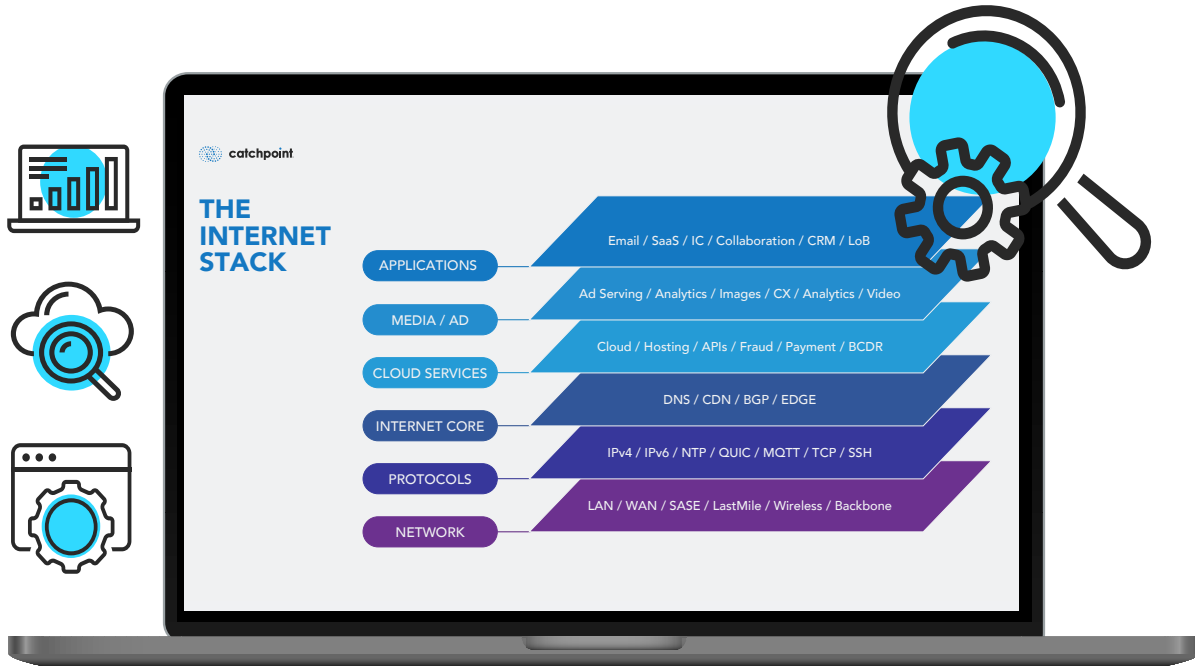 catchpoint
THE
INTERNET
STACK
APPLICATIONS
Email / SaaS / IC / Collaboration / CRM / LoB
MEDIA / AD
Ad Serving / Analytics / Images / CX / Analytics / Video
CLOUD SERVICES
Cloud / Hosting / APIs / Fraud / Payment / BCDR
INTERNET CORE
DNS / CDN / BGP / EDGE
PROTOCOLS
IPv4 / IPv6 / NTP / QUIC / MQTT / TCP / SSH
NETWORK
LAN / WAN / SASE / LastMile / Wireless / Backbone